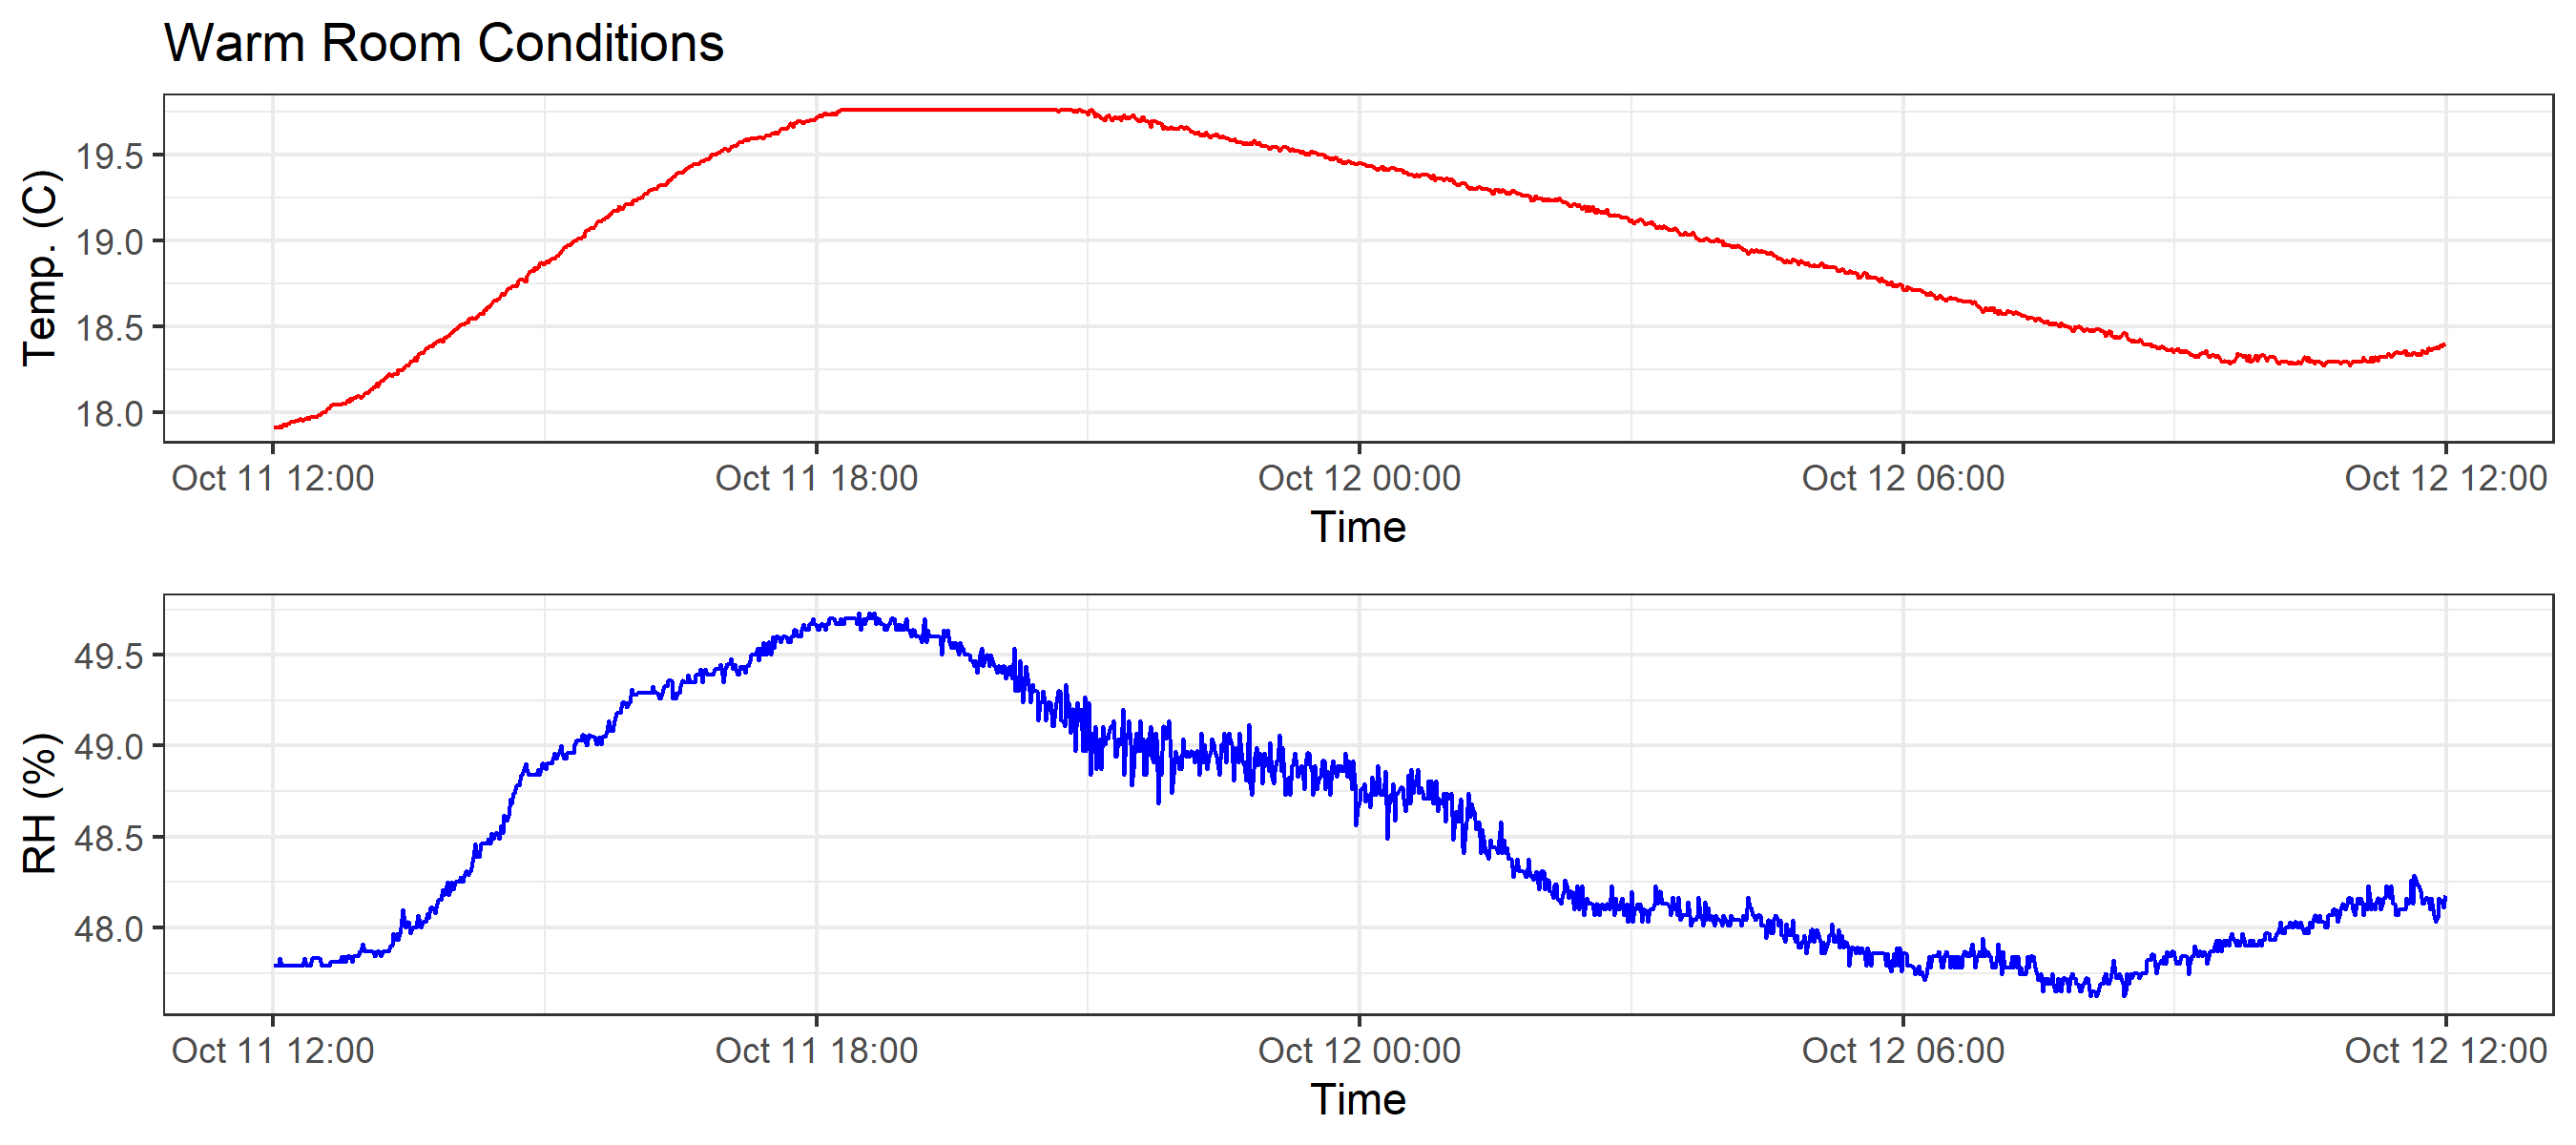 Warm Room Conditions
Temp. (C)
19.5
19.0
18.5
18.0
Oct 11 12:00 Oct 11 18:00 Oct 12 00:00 Oct 12 06:00 Oct 12 12:00
Time
RH (%)
49.5
49.0
48.5
48.0
Oct 11 12:00 Oct 11 18:00 Oct 12 00:00 Oct 12 06:00 Oct 12 12:00
Time